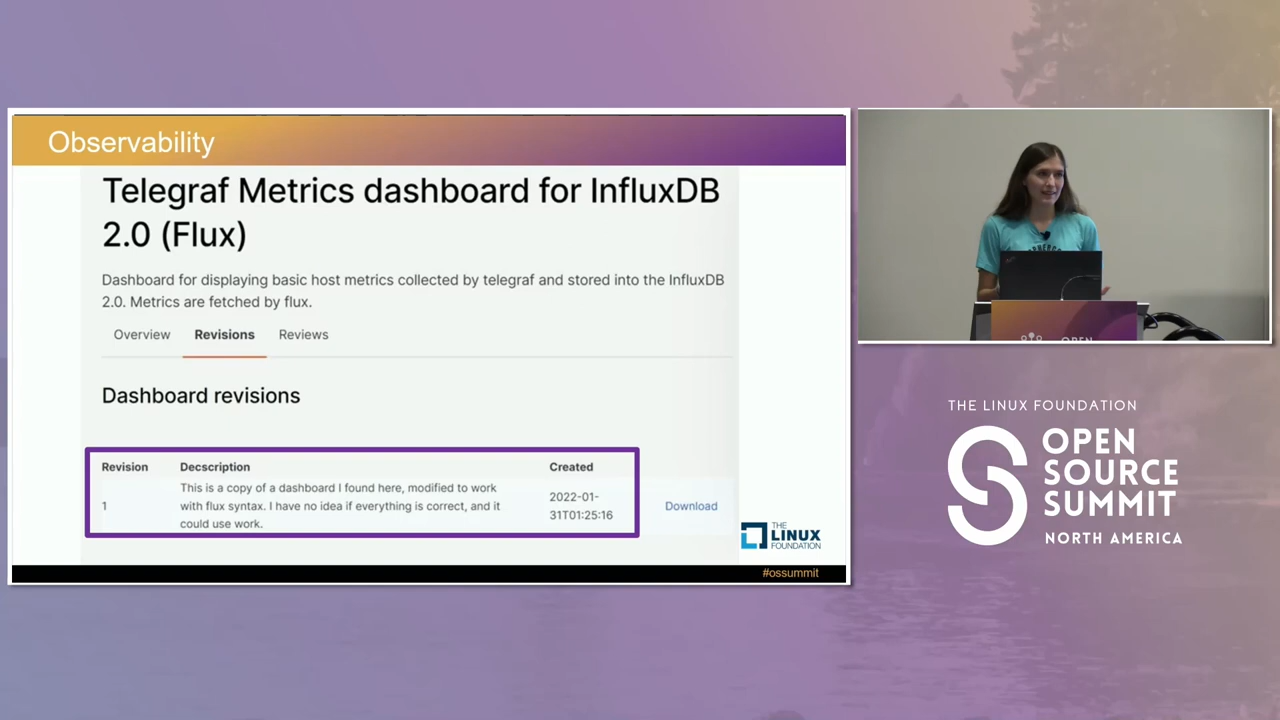 Observability
Telegraf Metrics dashboard for InfluxDB
2.0 (Flux)
Dashboard for displaying basic host metrics collected by telegraf and stored into the InfluxDB
2.0. Metrics are fetched by flux.
Overview Revisions Reviews
Dashboard revisions
Revision Decscription Created
This is a copy of a dashboard I found here, modified to work
with flux syntax. I have no idea if everything is correct, and it
could use work.
1
2022-01-
31T01:25:16
Download
THE
LINUX
FOUNDATION
#ossummit
OPEN
THE LINUX FOUNDATION
OPEN
SOURCE
SUMMIT
NORTH AMERICA